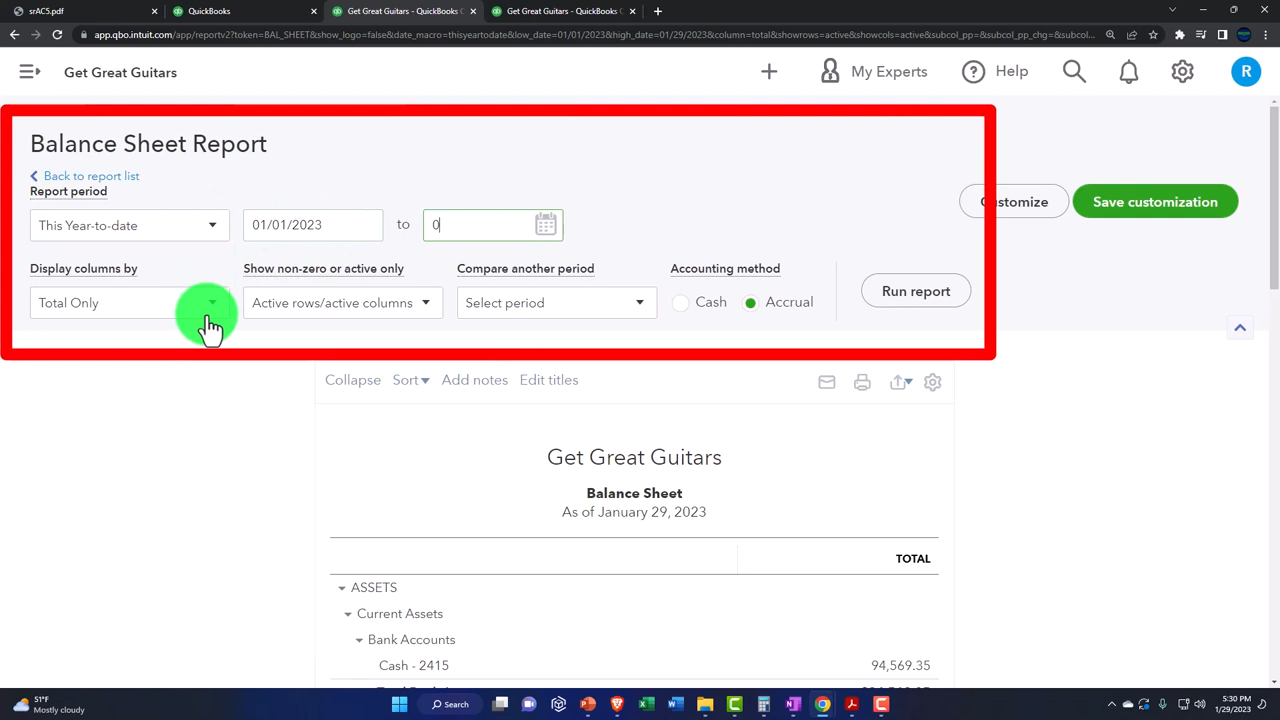 ssACS.pdf
QuickBooks
Get Great Guitars - QuickBooks C
Get Great Guitars - QuickBooks C
app.qbo.intuit.com/app/reportv2?token=BAL_SHEET&show_logo=false&date_macro=thisyeartodate&low_date=01/01/2023&high_date=01/29/2023&column=total&showrows=active&showcols=active&subcol_pp=&subcol_pp_chg=&subcol...
Get Great Guitars
My Experts
Help
R
Balance Sheet Report
Back to report list
Report period
This Year-to-date
01/01/2023
to
0
Customize
Save customization
Display columns by
Show non-zero or active only
Compare another period
Accounting method
Total Only
Active rows/active columns
Select period
Cash
Accrual
Run report
Collapse
Sort
Add notes
Edit titles
Get Great Guitars
Balance Sheet
As of January 29, 2023
TOTAL
ASSETS
Current Assets
Bank Accounts
Cash - 2415
94,569.35
51°F
Mostly cloudy
Search
5:30 PM
1/29/2023